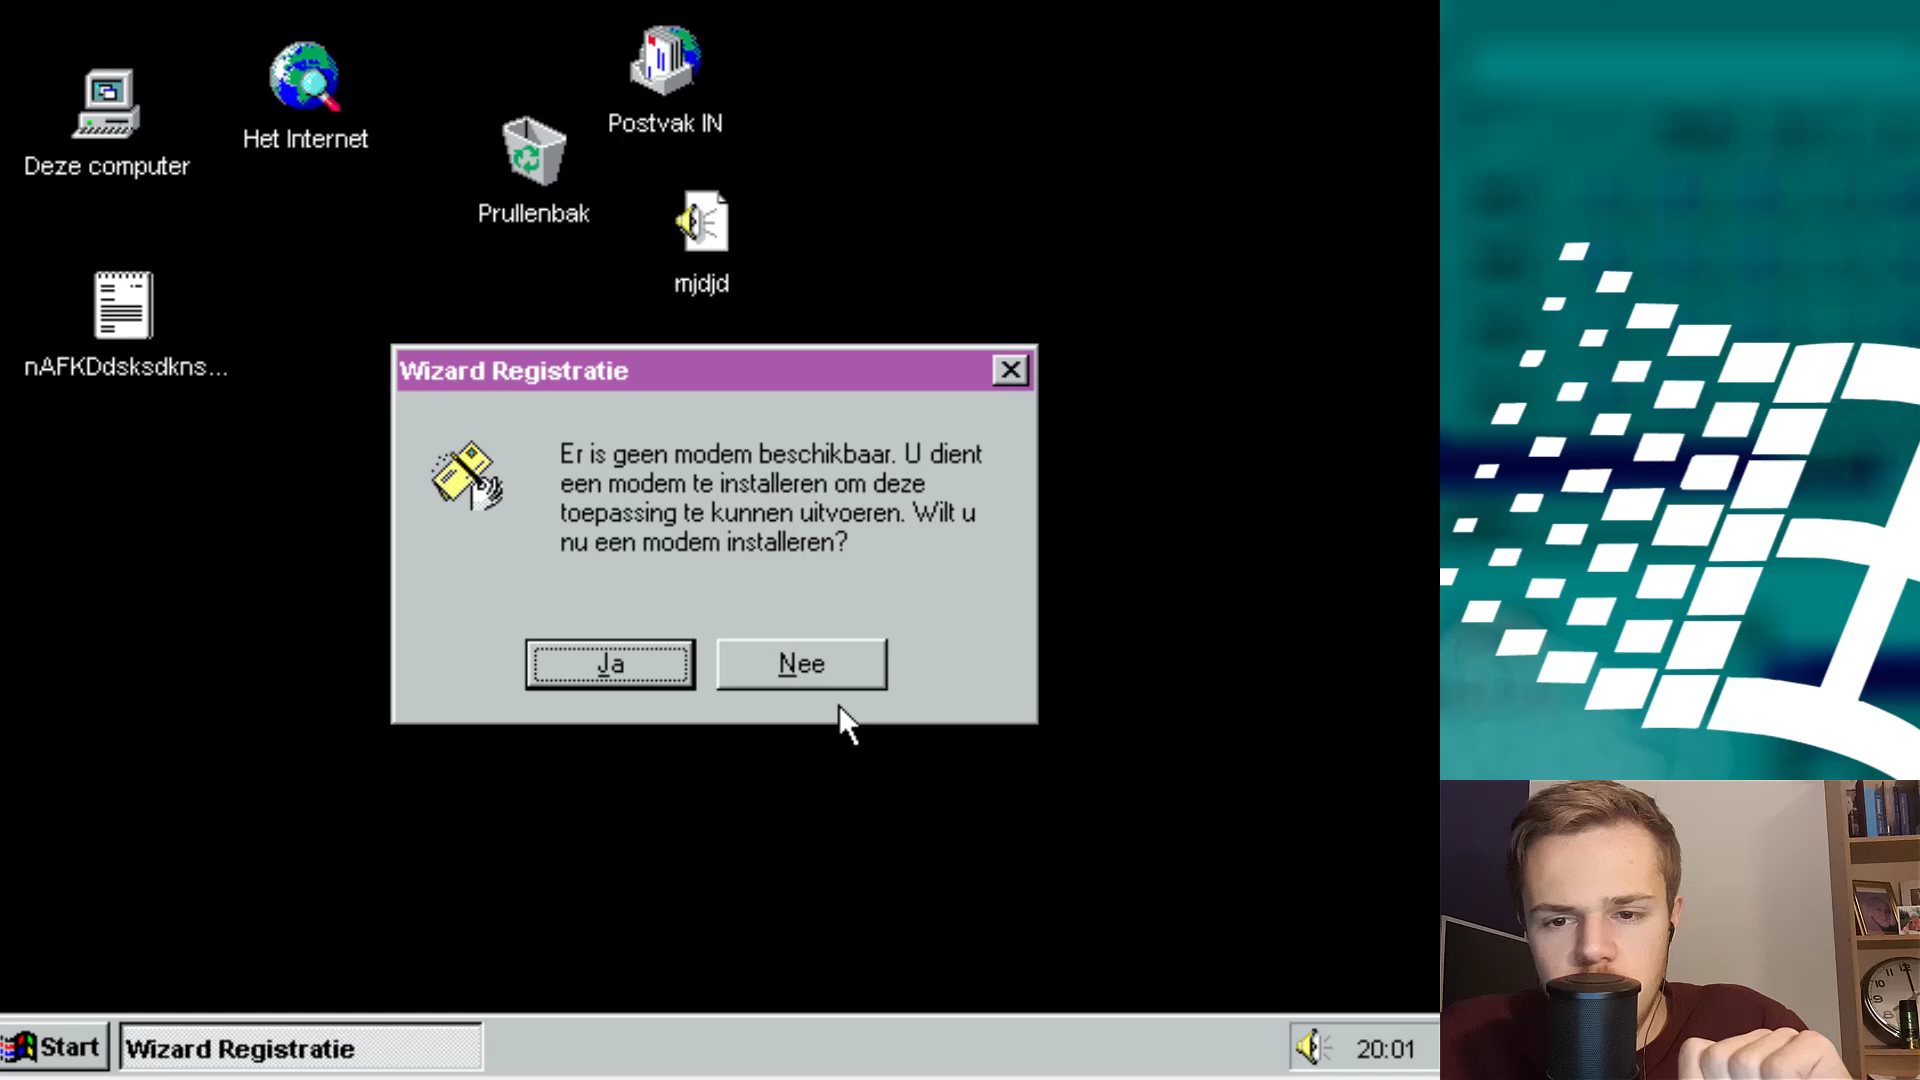 Postvak IN
Het Internet
Deze computer
Prullenbak
mjdjd
nAFKDdsksdkns...
Wizard Registratie
Er is geen modem beschikbaar. U dient
een modem te installeren om deze
toepassing te kunnen uitvoeren. Wilt u
nu een modem installeren?
Ja
Nee
Start
Wizard Registratie
20:01